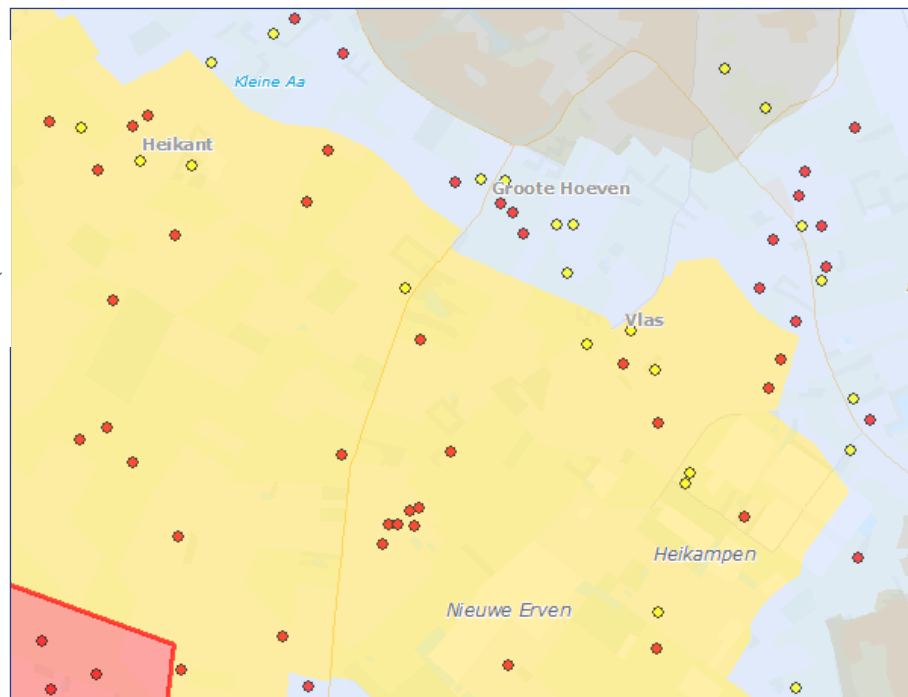 Kleine Aa
Heikant
Groote Hoeven
Vlas
Heikampen
Nieuwe Erven